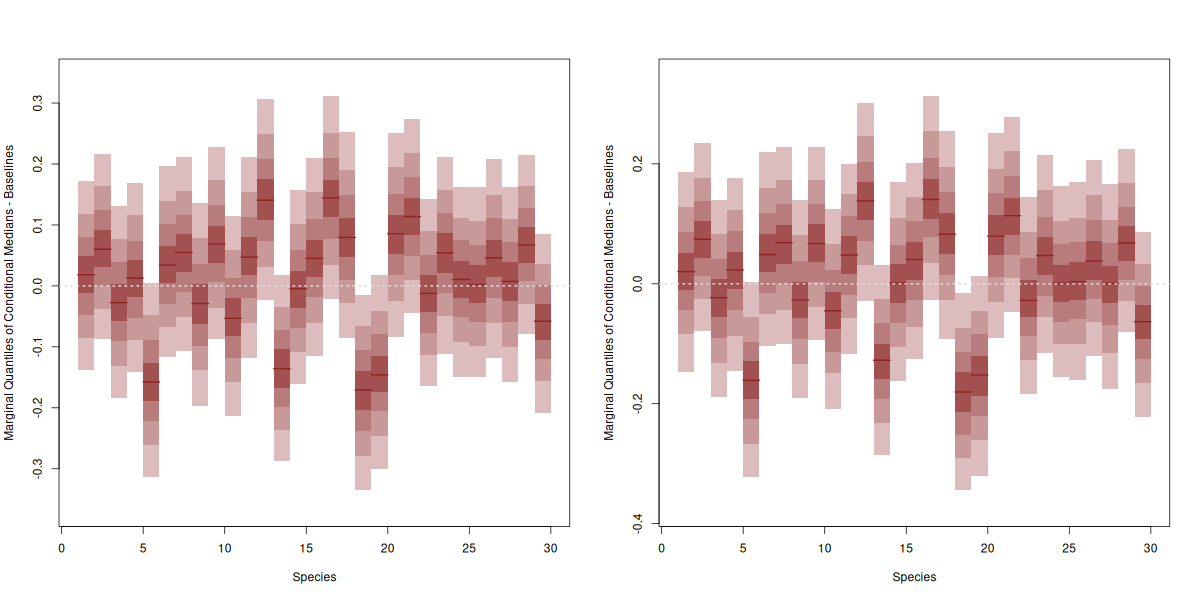 Marginal Quantiles of Conditional Medians - Baselines
0.3
0.2
0.1
0.0
-0.1
-0.2
-0.3
0 5 10 15 20 25 30
Species
Marginal Quantiles of Conditional Medians - Baselines
0.2
0.0
-0.2
-0.4
0 5 10 15 20 25 30
Species